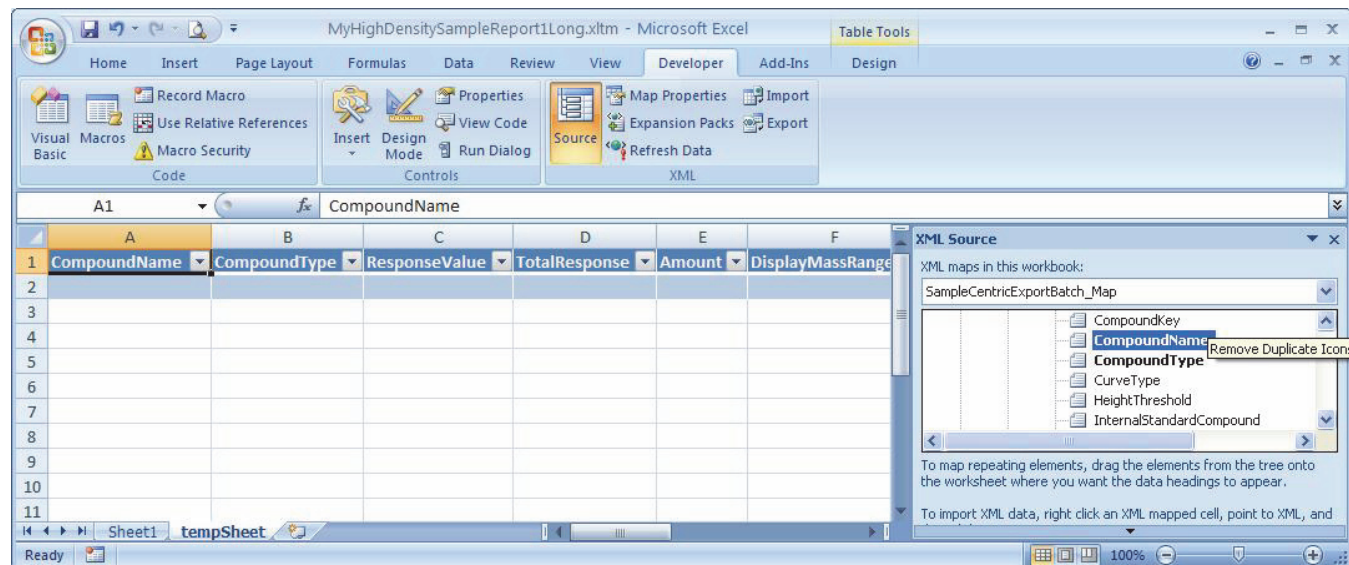 MyHighDensitySampleReport1Long.xltm - Microsoft Excel
Table Tools
Home Insert Page Layout Formulas Data Review View Developer Add-Ins Design
Visual Basic
Macros
Record Macro
Use Relative References
Macro Security
Code
Insert
Design Mode
Properties
View Code
Run Dialog
Controls
Source
Map Properties
Expansion Packs
Refresh Data
Import
Export
XML
A1 fx CompoundName
A B C D E F
1 CompoundName CompoundType ResponseValue TotalResponse Amount DisplayMassRange
2
3
4
5
6
7
8
9
10
11
XML Source
XML maps in this workbook:
SampleCentricExportBatch_Map
CompoundKey
CompoundName
Remove Duplicate Icons
CompoundType
CurveType
HeightThreshold
InternalStandardCompound
To map repeating elements, drag the elements from the tree onto
the worksheet where you want the data headings to appear.
To import XML data, right click an XML mapped cell, point to XML, and
Sheet1 tempSheet
Ready
100%